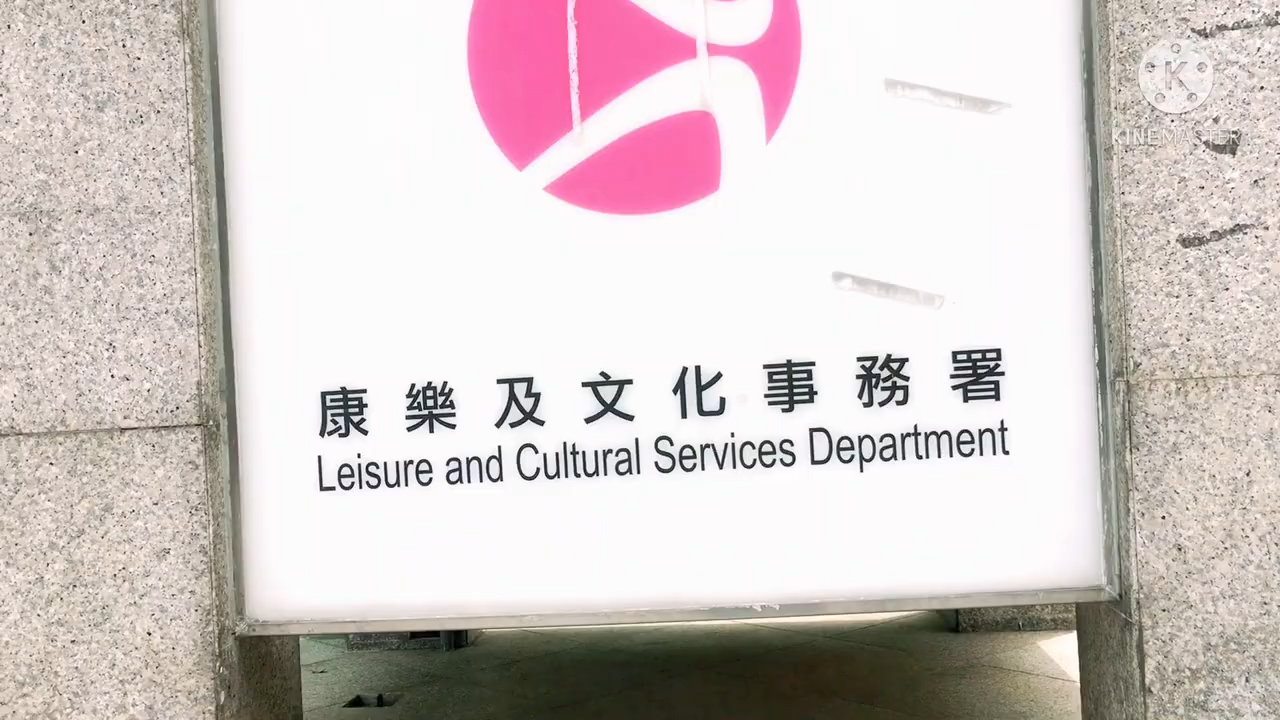 KINEMASTER
康樂及文化事務署
Leisure and Cultural Services Department